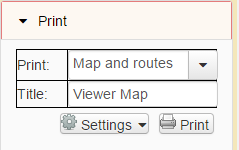 Print
Print: Map and routes
Title: Viewer Map
Settings Print